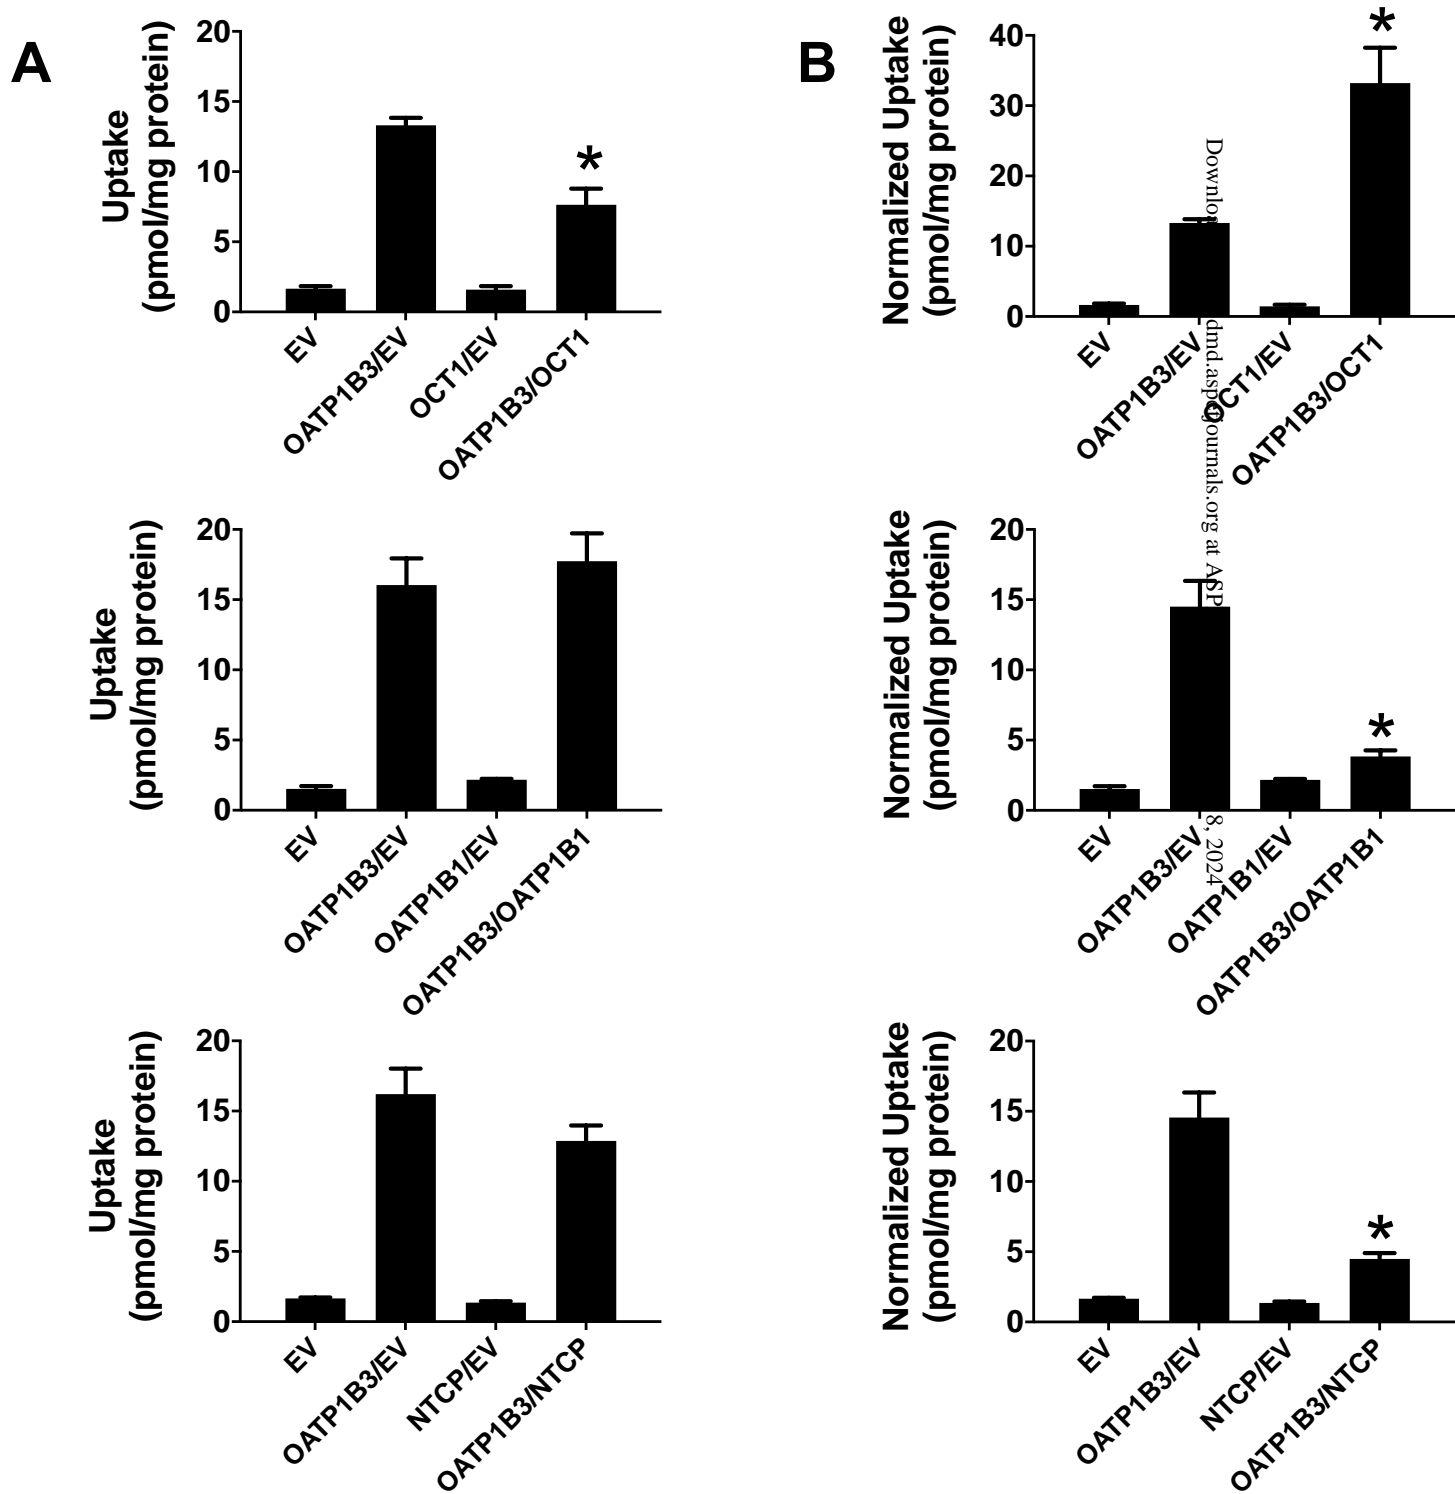 A
Uptake
(pmol/mg protein)
20
15
10
5
0
*
EV
OATP1B3/EV
OCT1/EV
OATP1B3/OCT1
B
Normalized Uptake
(pmol/mg protein)
40
30
20
10
0
*
EV
OATP1B3/EV
OCT1/EV
OATP1B3/OCT1
Uptake
(pmol/mg protein)
20
15
10
5
0
EV
OATP1B3/EV
OATP1B1/EV
OATP1B3/OATP1B1
Normalized Uptake
(pmol/mg protein)
20
15
10
5
0
*
EV
OATP1B3/EV
OATP1B1/EV
OATP1B3/OATP1B1
Uptake
(pmol/mg protein)
20
15
10
5
0
EV
OATP1B3/EV
NTCP/EV
OATP1B3/NTCP
Normalized Uptake
(pmol/mg protein)
20
15
10
5
0
*
EV
OATP1B3/EV
NTCP/EV
OATP1B3/NTCP
at 8, 2024